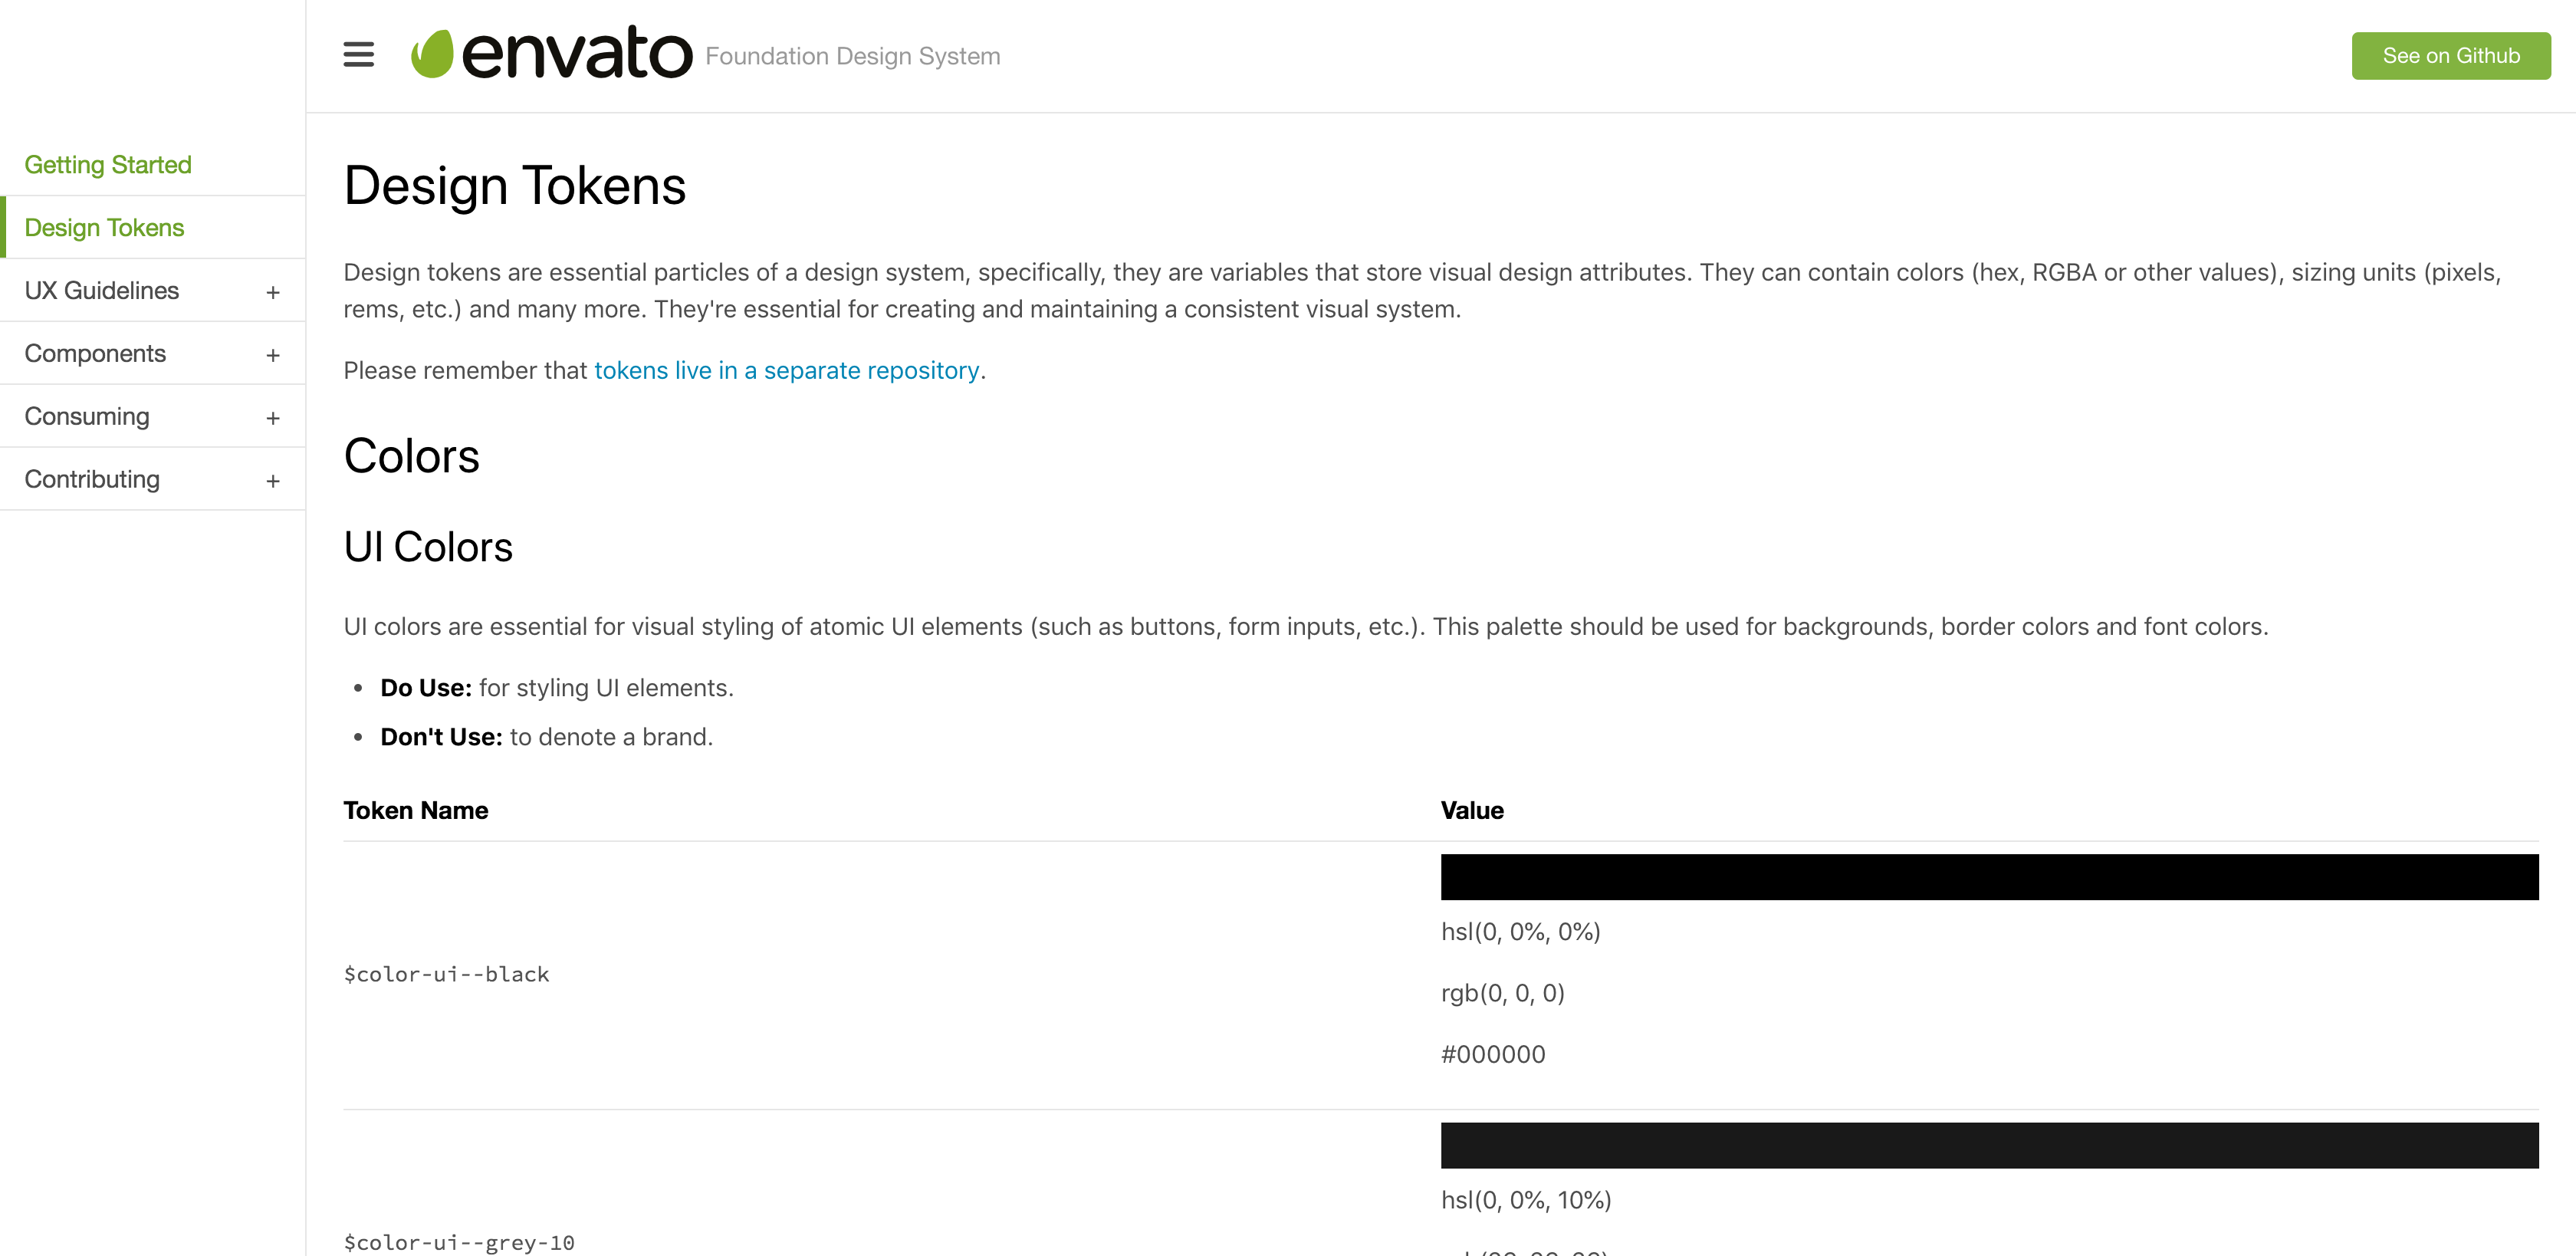 envato Foundation Design System
See on Github
Getting Started
Design Tokens
UX Guidelines +
Components +
Consuming +
Contributing +
Design Tokens
Design tokens are essential particles of a design system, specifically, they are variables that store visual design attributes. They can contain colors (hex, RGBA or other values), sizing units (pixels,
rems, etc.) and many more. They're essential for creating and maintaining a consistent visual system.
Please remember that tokens live in a separate repository.
Colors
UI Colors
UI colors are essential for visual styling of atomic UI elements (such as buttons, form inputs, etc.). This palette should be used for backgrounds, border colors and font colors.
• Do Use: for styling UI elements.
• Don't Use: to denote a brand.
Token Name Value
hsl(0, 0%, 0%)
$color-ui--black
rgb(0, 0, 0)
#000000
hsl(0, 0%, 10%)
$color-ui--grey-10